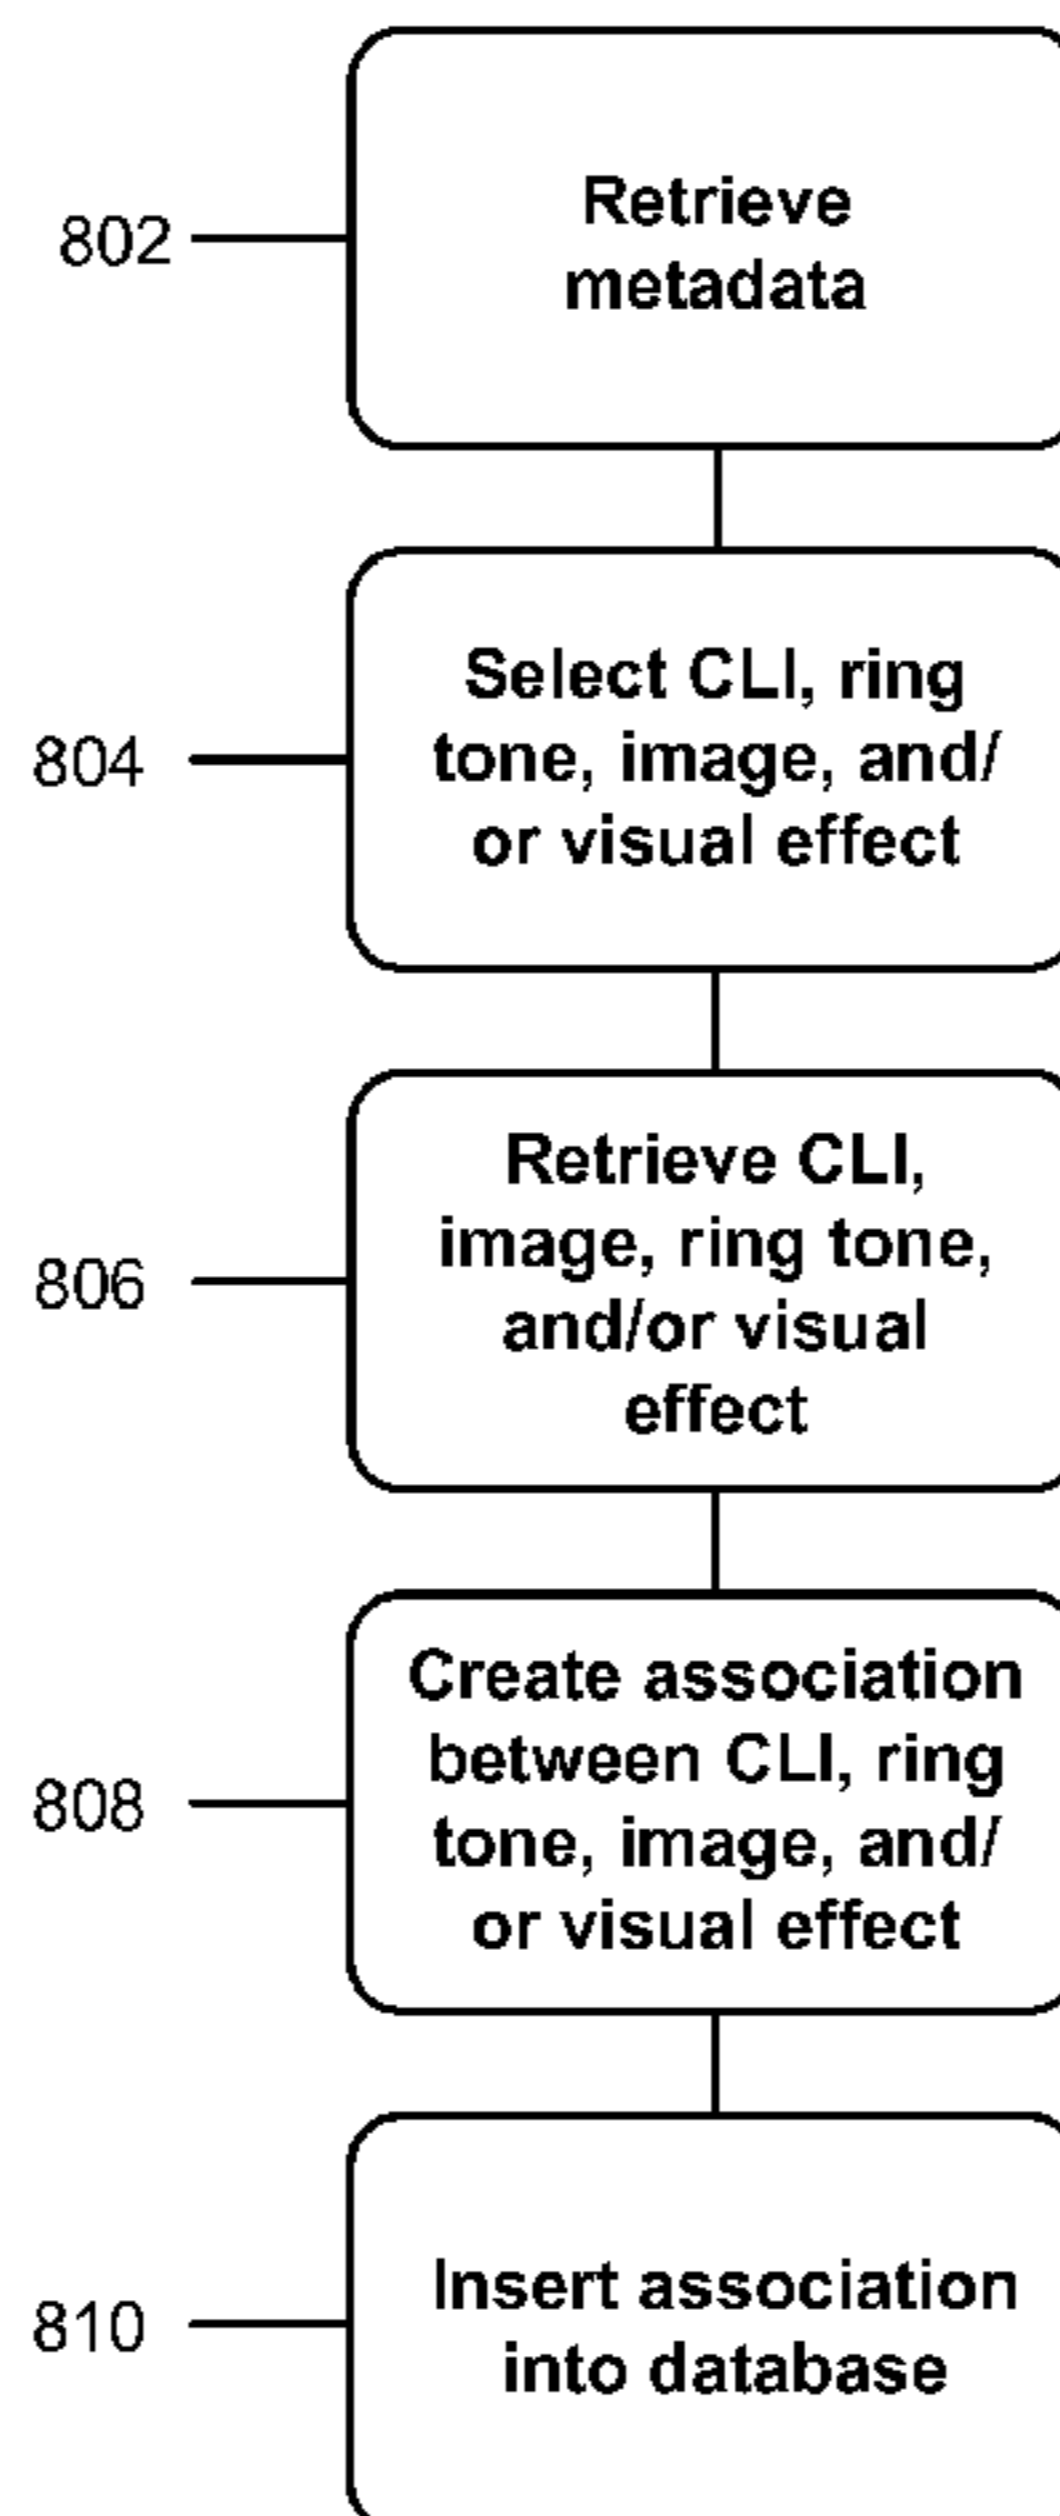 802
Retrieve
metadata
804
Select CLI, ring
tone, image, and/
or visual effect
806
Retrieve CLI,
image, ring tone,
and/or visual
effect
808
Create association
between CLI, ring
tone, image, and/
or visual effect
810
Insert association
into database